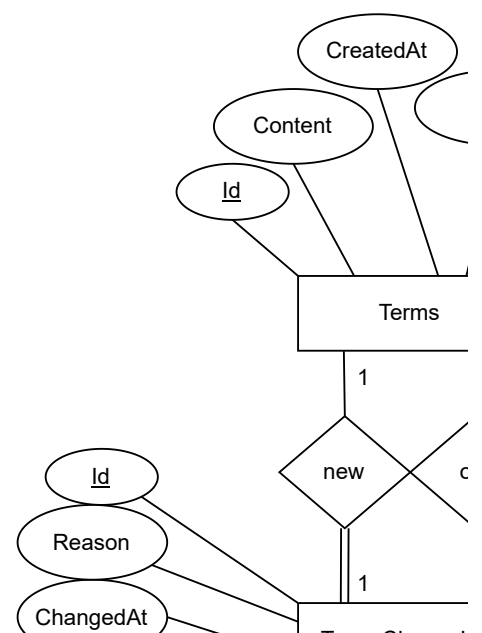 CreatedAt
Content
Id
Terms
1
new
Id
Reason
1
ChangedAt